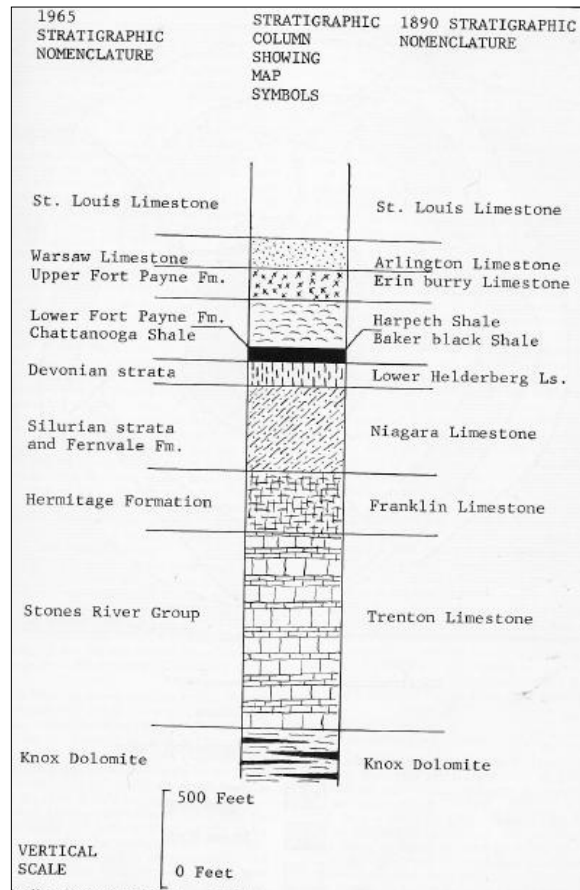 1965
STRATIGRAPHIC
NOMENCLATURE
STRATIGRAPHIC
COLUMN
SHOWING
MAP
SYMBOLS
1890 STRATIGRAPHIC
NOMENCLATURE
St. Louis Limestone
St. Louis Limestone
Warsaw Limestone
Arlington Limestone
Upper Fort Payne Fm.
Erin burry Limestone
Lower Fort Payne Fm.
Harpeth Shale
Chattanooga Shale
Baker black Shale
Devonian strata
Lower Helderberg Ls.
Silurian strata
and Fernvale Fm.
Niagara Limestone
Hermitage Formation
Franklin Limestone
Stones River Group
Trenton Limestone
Knox Dolomite
Knox Dolomite
500 Feet
VERTICAL
SCALE
0 Feet